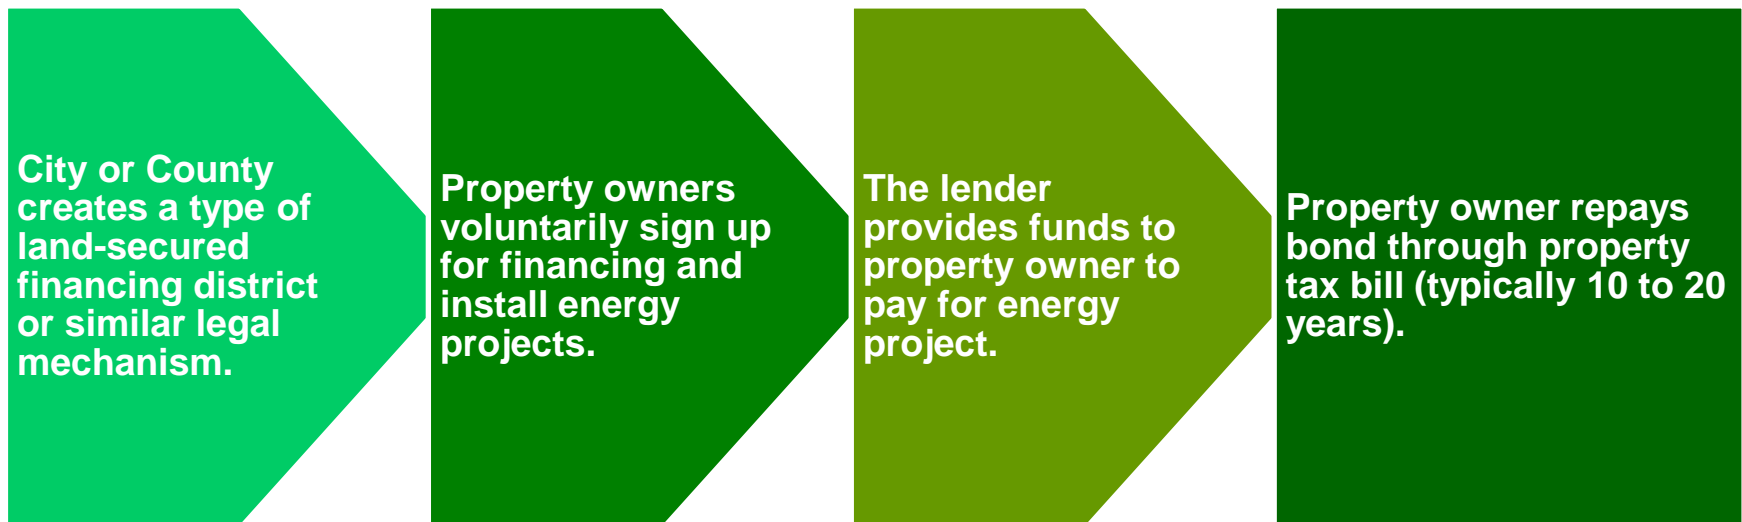 City or County
creates a type of
land-secured
financing district
or similar legal
mechanism.
Property owners
voluntarily sign up
for financing and
install energy
projects.
The lender
provides funds to
property owner to
pay for energy
project.
Property owner repays
bond through property
tax bill (typically 10 to 20
years).